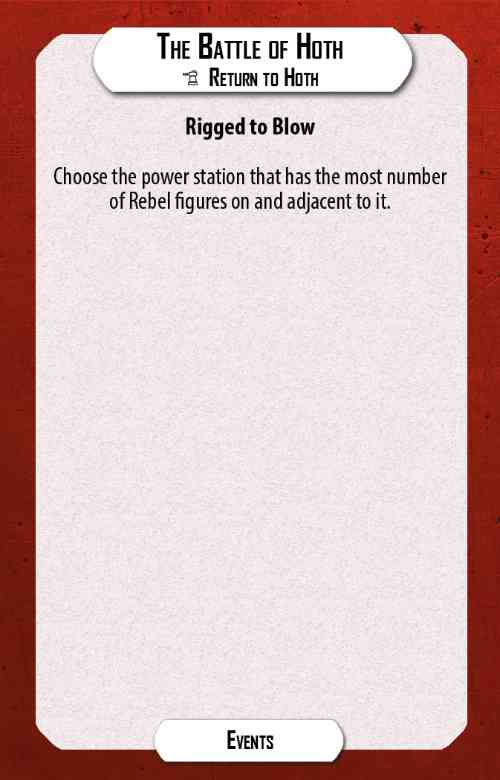 The Battle of Hoth
Return to Hoth
Rigged to Blow
Choose the power station that has the most number
of Rebel figures on and adjacent to it.
Events